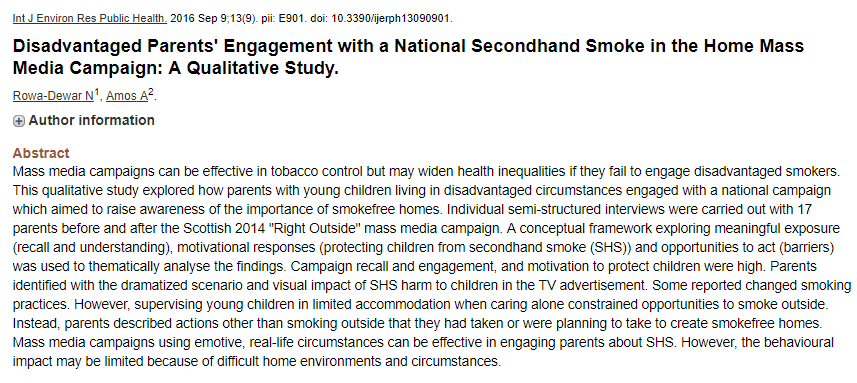 Int J Environ Res Public Health. 2016 Sep 9;13(9). pii: E901. doi: 10.3390/ijerph13090901.
Disadvantaged Parents' Engagement with a National Secondhand Smoke in the Home Mass
Media Campaign: A Qualitative Study.
Rowa-Dewar N1, Amos A2.
Author information
Abstract
Mass media campaigns can be effective in tobacco control but may widen health inequalities if they fail to engage disadvantaged smokers.
This qualitative study explored how parents with young children living in disadvantaged circumstances engaged with a national campaign
which aimed to raise awareness of the importance of smokefree homes. Individual semi-structured interviews were carried out with 17
parents before and after the Scottish 2014 "Right Outside" mass media campaign. A conceptual framework exploring meaningful exposure
(recall and understanding), motivational responses (protecting children from secondhand smoke (SHS)) and opportunities to act (barriers)
was used to thematically analyse the findings. Campaign recall and engagement, and motivation to protect children were high. Parents
identified with the dramatized scenario and visual impact of SHS harm to children in the TV advertisement. Some reported changed smoking
practices. However, supervising young children in limited accommodation when caring alone constrained opportunities to smoke outside.
Instead, parents described actions other than smoking outside that they had taken or were planning to take to create smokefree homes.
Mass media campaigns using emotive, real-life circumstances can be effective in engaging parents about SHS. However, the behavioural
impact may be limited because of difficult home environments and circumstances.